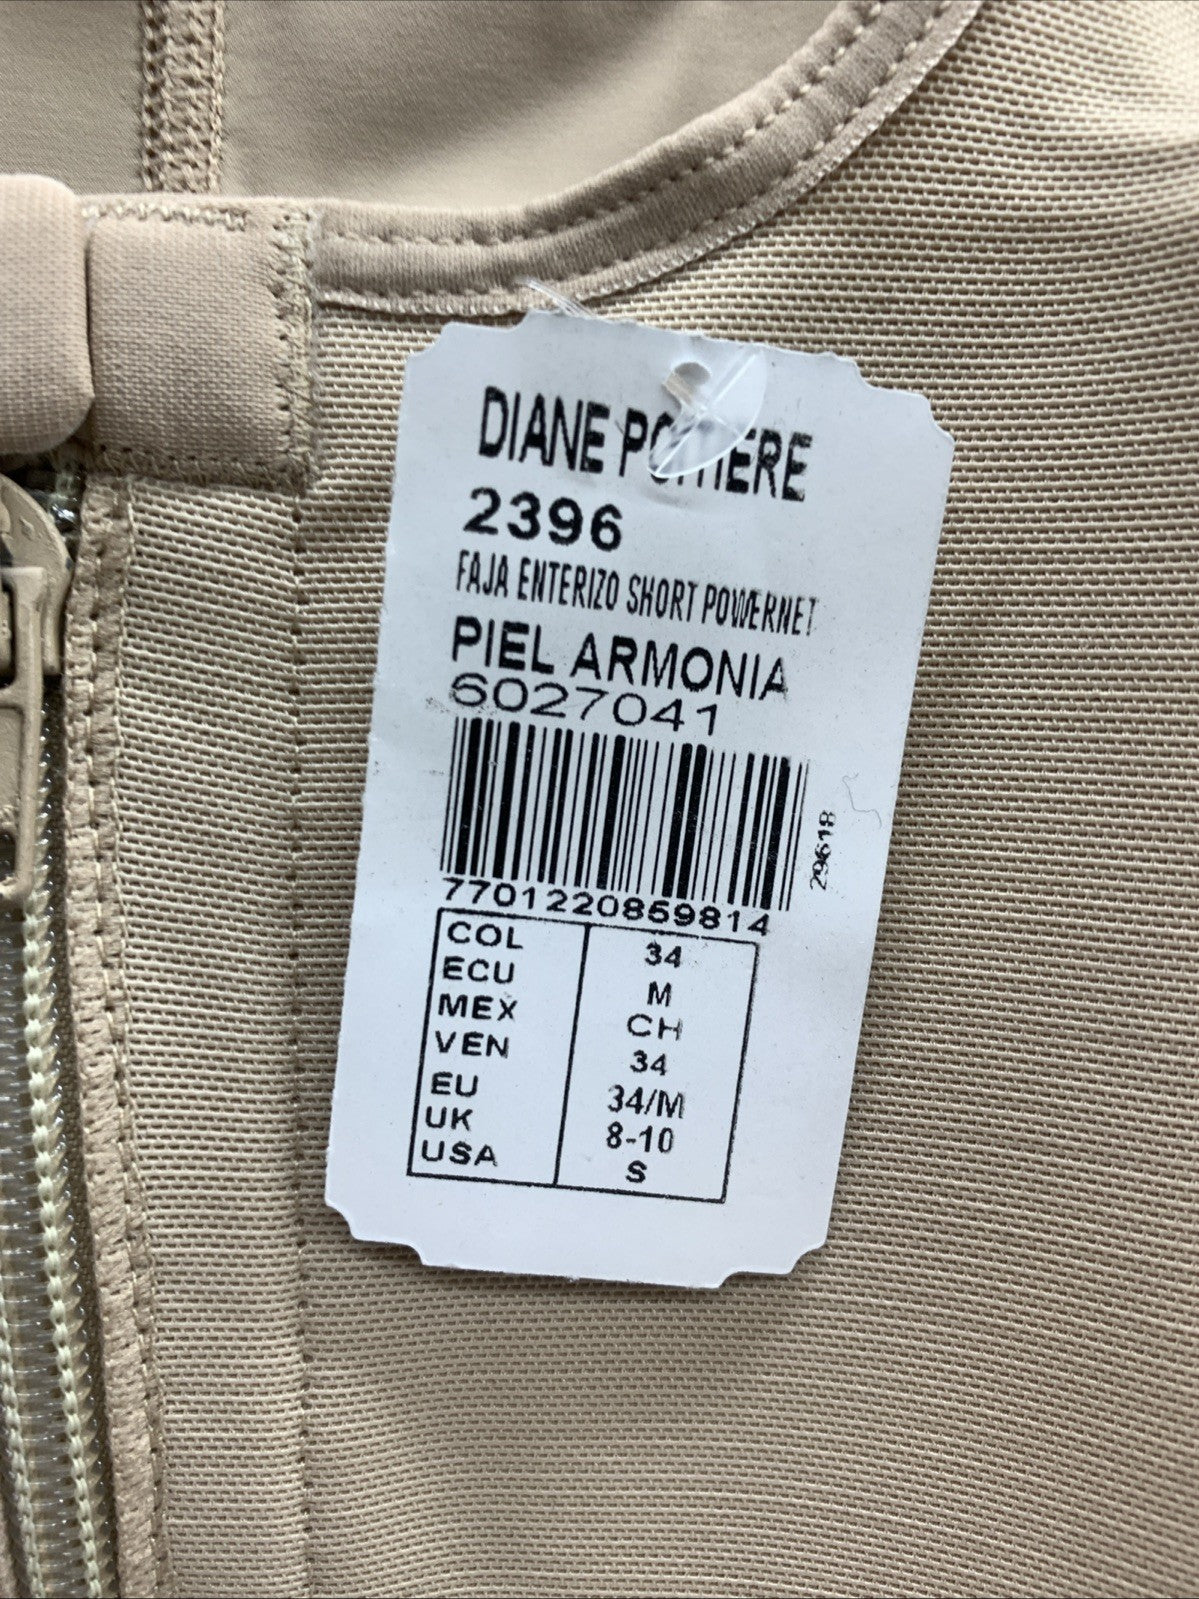 DIANE
2396
FAJA ENTERIZO SHORT POWERNET
PIEL ARMONIA
6027041
29618
7701220859814
COL 34
ECU M
MEX CH
VEN 34
EU 34/M
UK 8-10
USA S